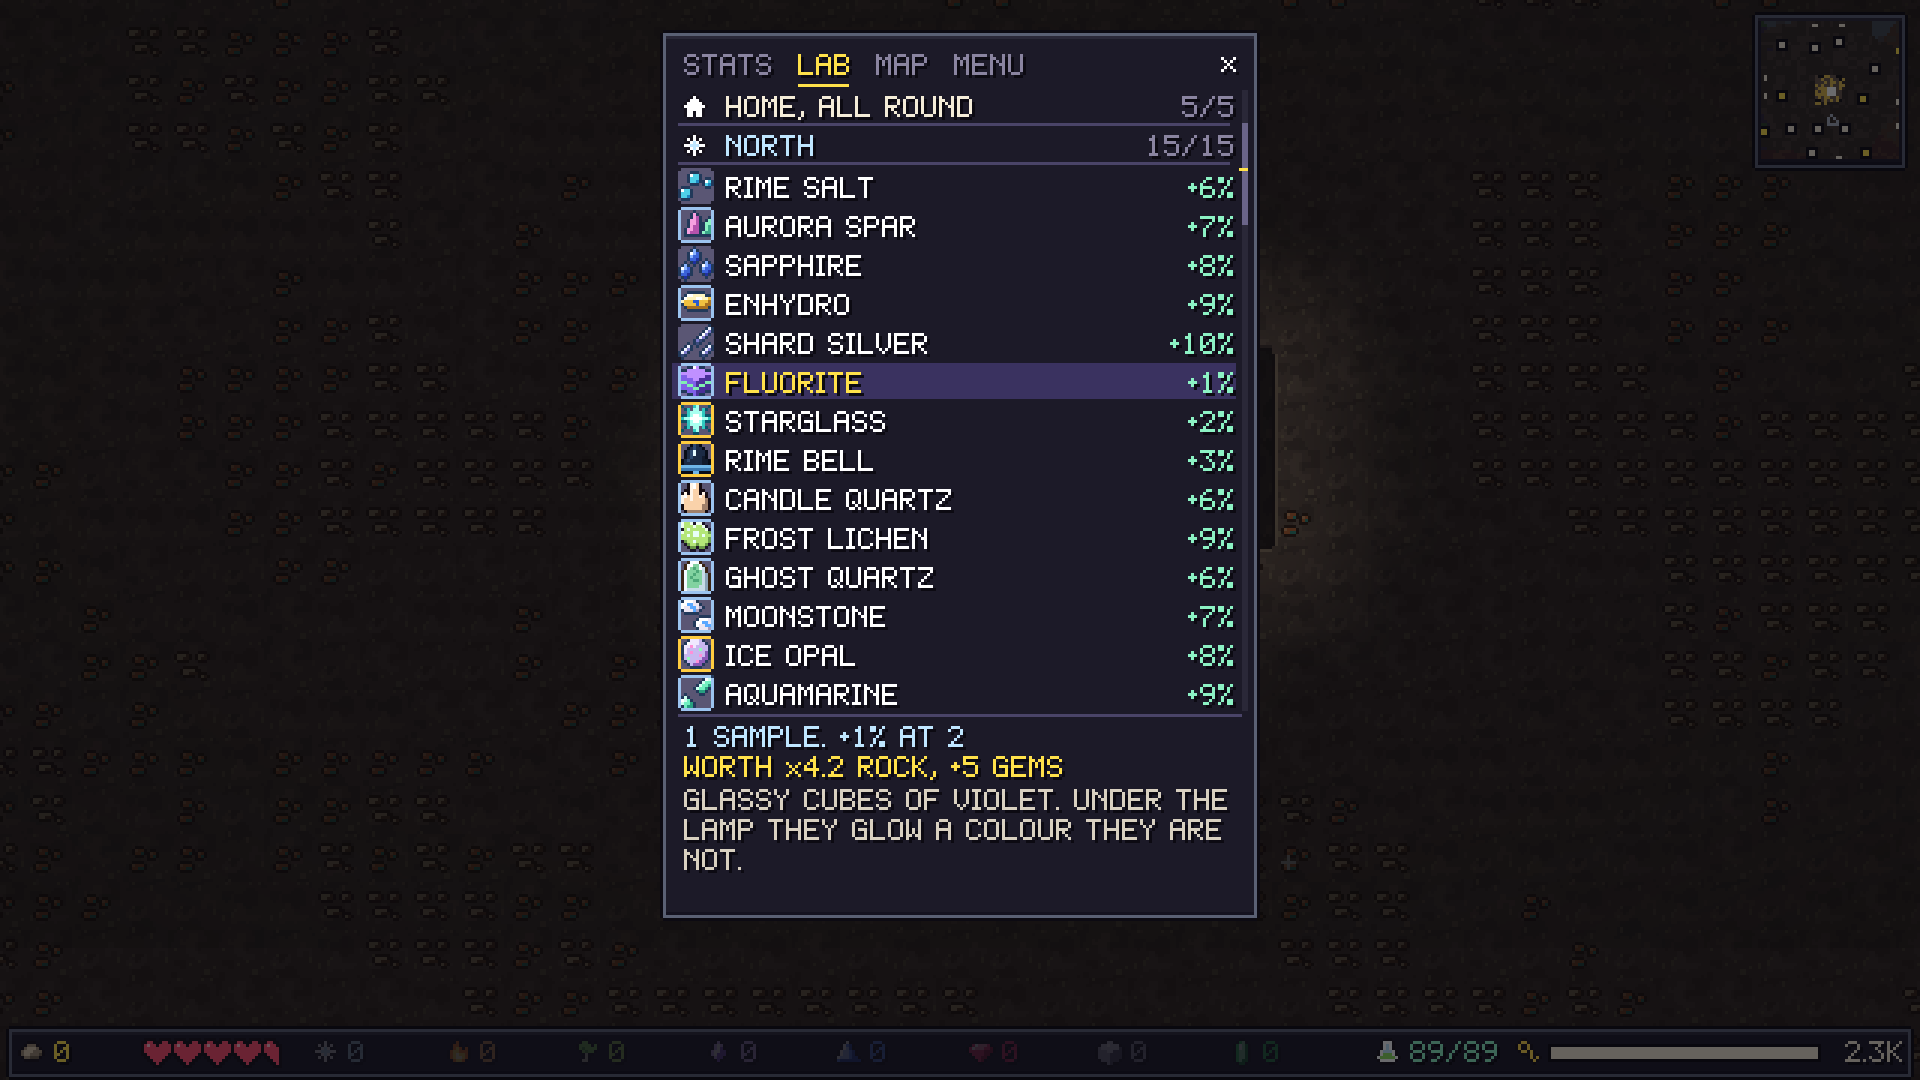 STATS LAB MAP MENU X
HOME, ALL ROUND 5/5
NORTH 15/15
RIME SALT +6%
AURORA SPAR +7%
SAPPHIRE +8%
ENHYDRO +9%
SHARD SILVER +10%
FLUORITE +1%
STARGLASS +2%
RIME BELL +3%
CANDLE QUARTZ +6%
FROST LICHEN +9%
GHOST QUARTZ +6%
MOONSTONE +7%
ICE OPAL +8%
AQUAMARINE +9%
1 SAMPLE. +1% AT 2
WORTH x4.2 ROCK, +5 GEMS
GLASSY CUBES OF VIOLET. UNDER THE
LAMP THEY GLOW A COLOUR THEY ARE
NOT.
0 0 0 0 0 0 0 0 0 89/89 2.3K